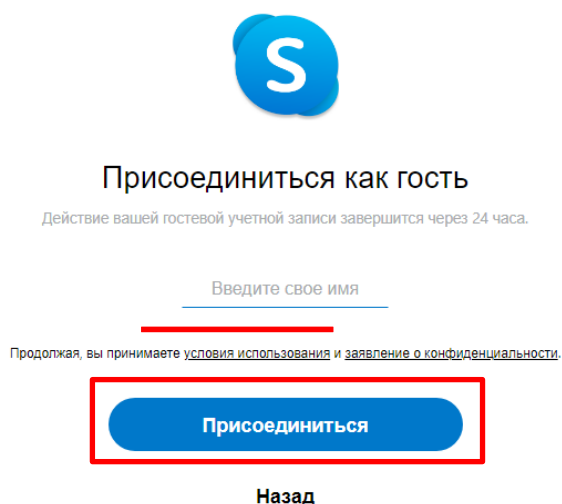 S
Присоединиться как гость
Действие вашей гостевой учетной записи завершится через 24 часа.
Введите свое имя
Продолжая, вы принимаете условия использования и заявление о конфиденциальности.
Присоединиться
Назад